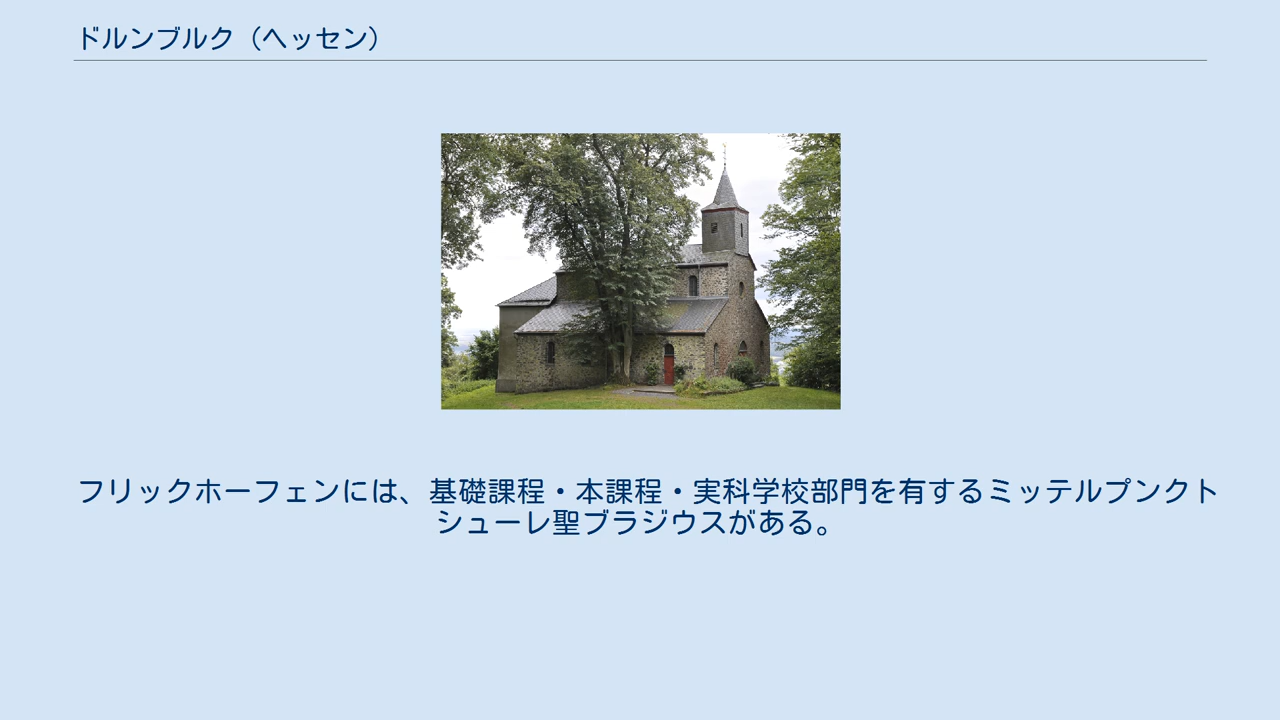 ドルンブルク（ヘッセン）
フリックホーフェンには、基礎課程・本課程・実科学校部門を有するミッテルプンクト
シューレ聖ブラジウスがある。